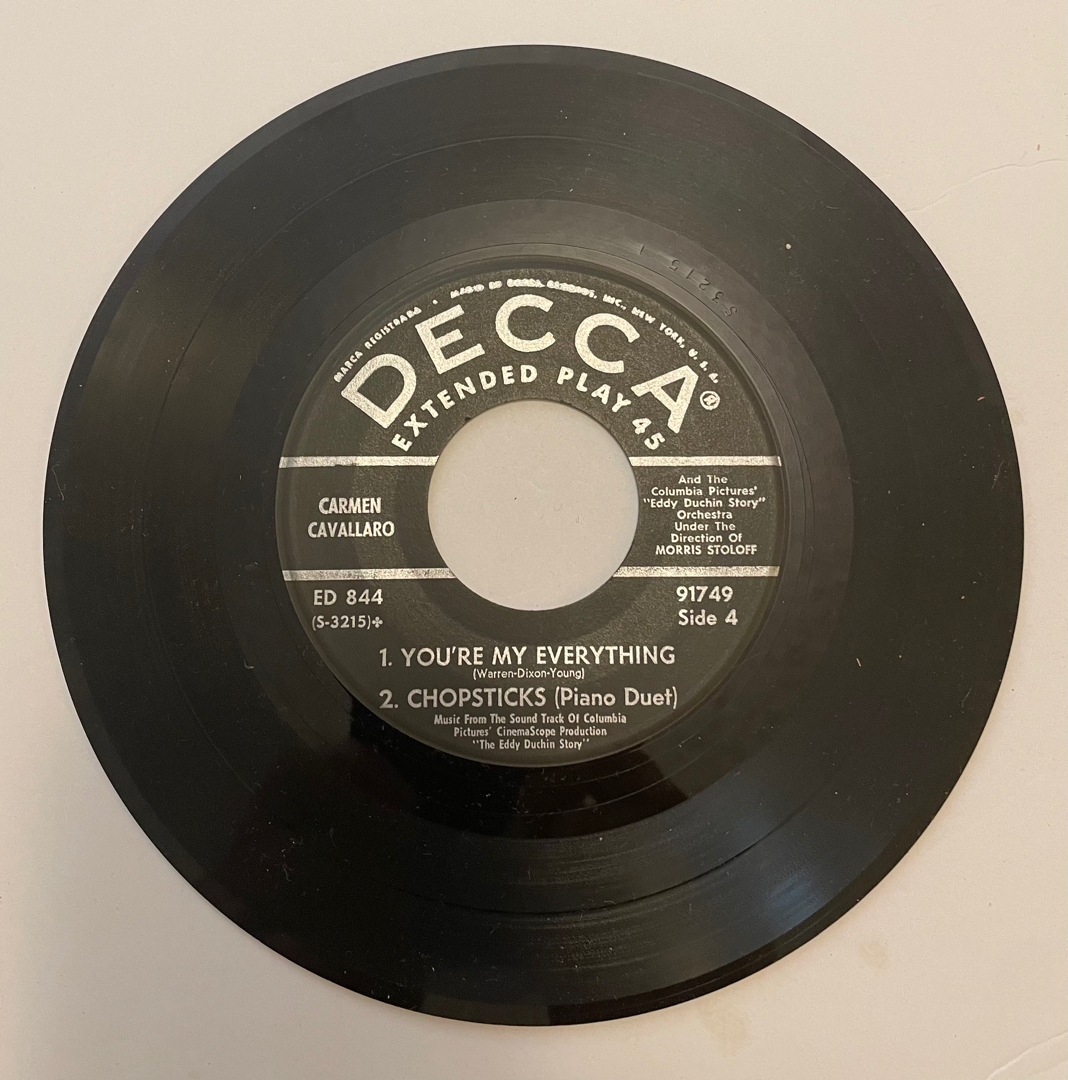 MARCA REGISTRADA • MADE BY DECCA RECORDS, INC., NEW YORK, U. S. A.
DECCA®
EXTENDED PLAY 45
CARMEN
CAVALLARO
And The
Columbia Pictures'
"Eddy Duchin Story"
Orchestra
Under The
Direction Of
MORRIS STOLOFF
ED 844
(S-3215)✤
91749
Side 4
1. YOU'RE MY EVERYTHING
(Warren-Dixon-Young)
2. CHOPSTICKS (Piano Duet)
Music From The Sound Track Of Columbia
Pictures' CinemaScope Production
"The Eddy Duchin Story"
S 3215 1